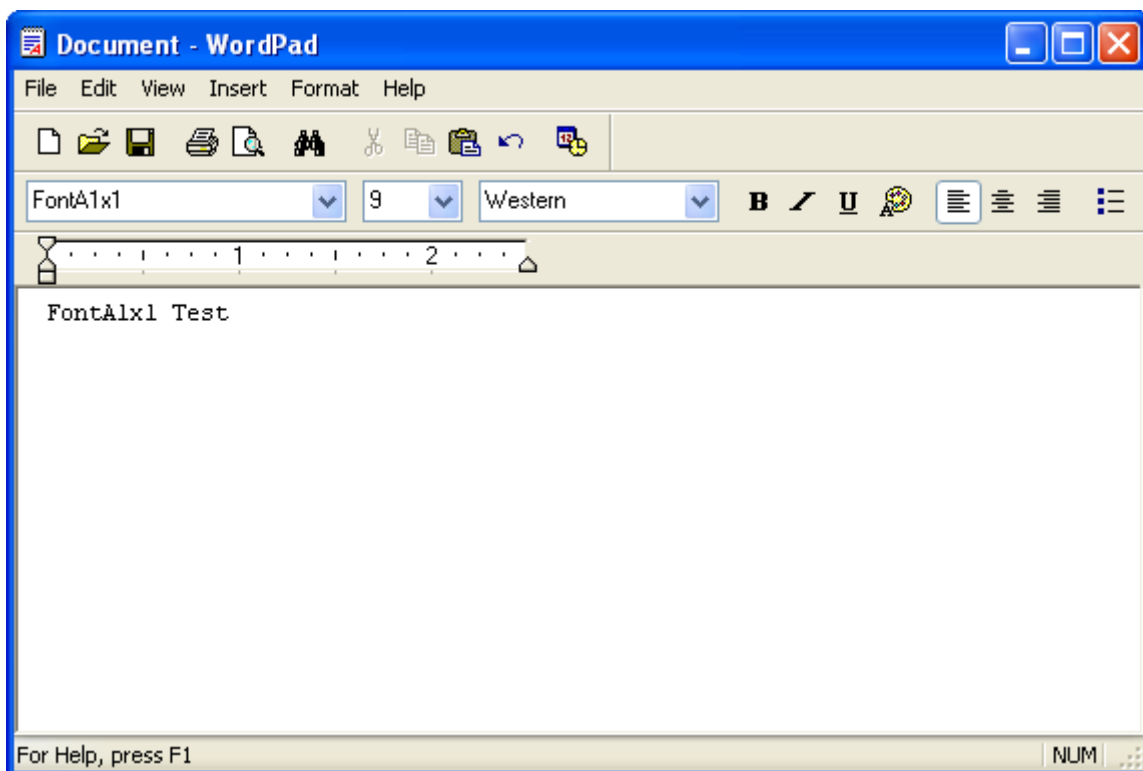 Document - WordPad
File Edit View Insert Format Help
FontA1x1 9 Western B U
1 2
FontA1x1 Test
For Help, press F1 NUM